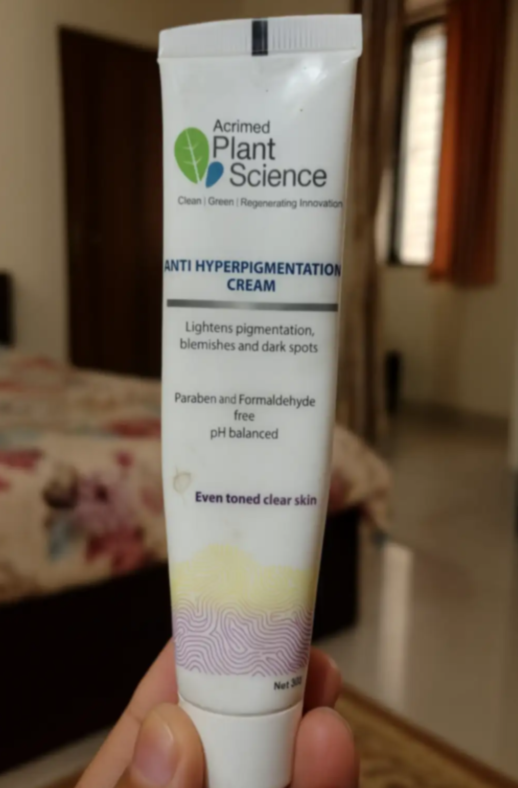 Acrimed
Plant
Science
Clean | Green | Regenerating Innovation
ANTI HYPERPIGMENTATION
CREAM
Lightens pigmentation,
blemishes and dark spots
Paraben and Formaldehyde
free
pH balanced
Even toned clear skin
Net